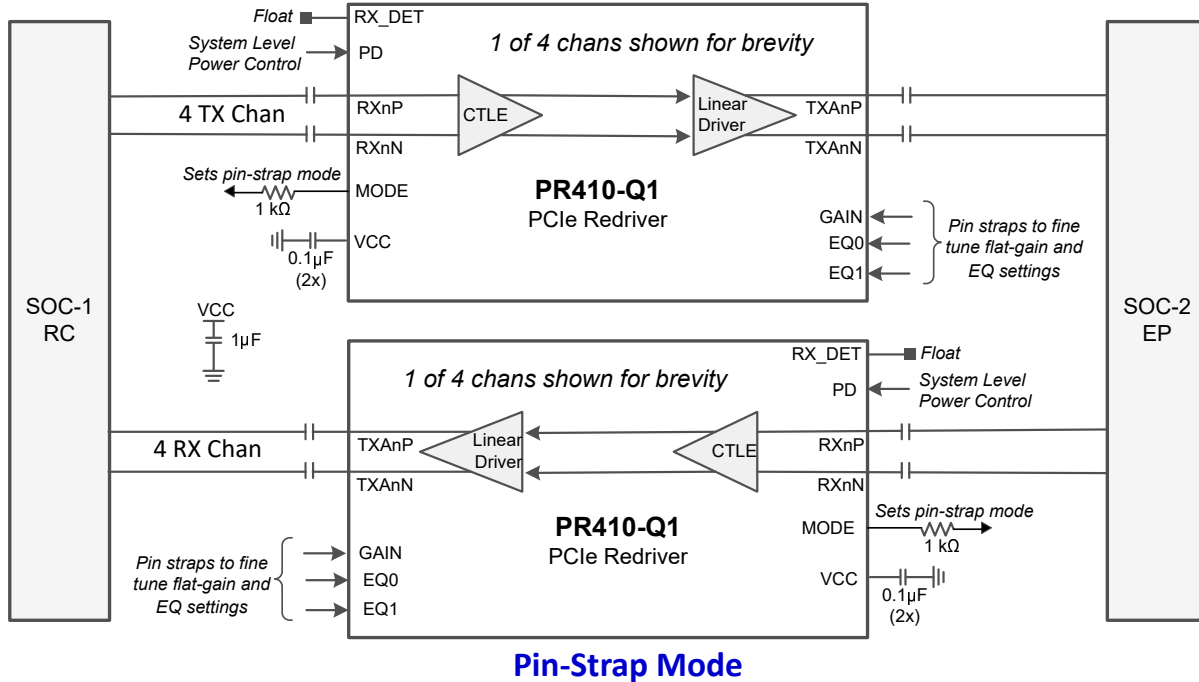 Float
RX_DET
1 of 4 chans shown for brevity
System Level
Power Control
PD
4 TX Chan
RXnP
CTLE
Linear
Driver
TXAnP
RXnN
TXAnN
Sets pin-strap mode
1 kΩ
MODE
PR410-Q1
PCIe Redriver
VCC
0.1µF
(2x)
GAIN
EQ0
EQ1
Pin straps to fine
tune flat-gain and
EQ settings
SOC-1
RC
VCC
1µF
SOC-2
EP
RX_DET
Float
1 of 4 chans shown for brevity
PD
System Level
Power Control
4 RX Chan
TXAnP
Linear
Driver
CTLE
RXnP
TXAnN
RXnN
PR410-Q1
PCIe Redriver
MODE
Sets pin-strap mode
1 kΩ
Pin straps to fine
tune flat-gain and
EQ settings
GAIN
EQ0
EQ1
VCC
0.1µF
(2x)
Pin-Strap Mode